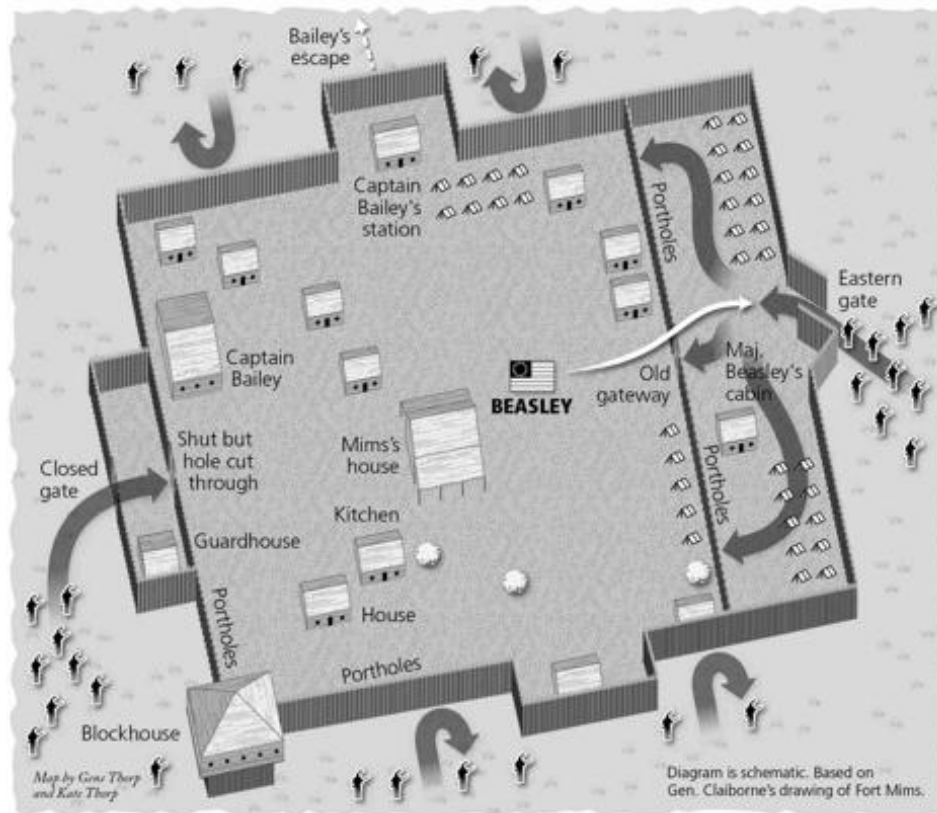 Bailey's
escape
Captain
Bailey's
station
Portholes
Eastern
gate
Captain
Bailey
BEASLEY
Old
gateway
Maj.
Beasley's
cabin
Mims's
house
Shut but
hole cut
through
Closed
gate
Portholes
Kitchen
Guardhouse
House
Portholes
Portholes
Blockhouse
Map by Gene Thorp
and Kate Thorp
Diagram is schematic. Based on
Gen. Claiborne's drawing of Fort Mims.